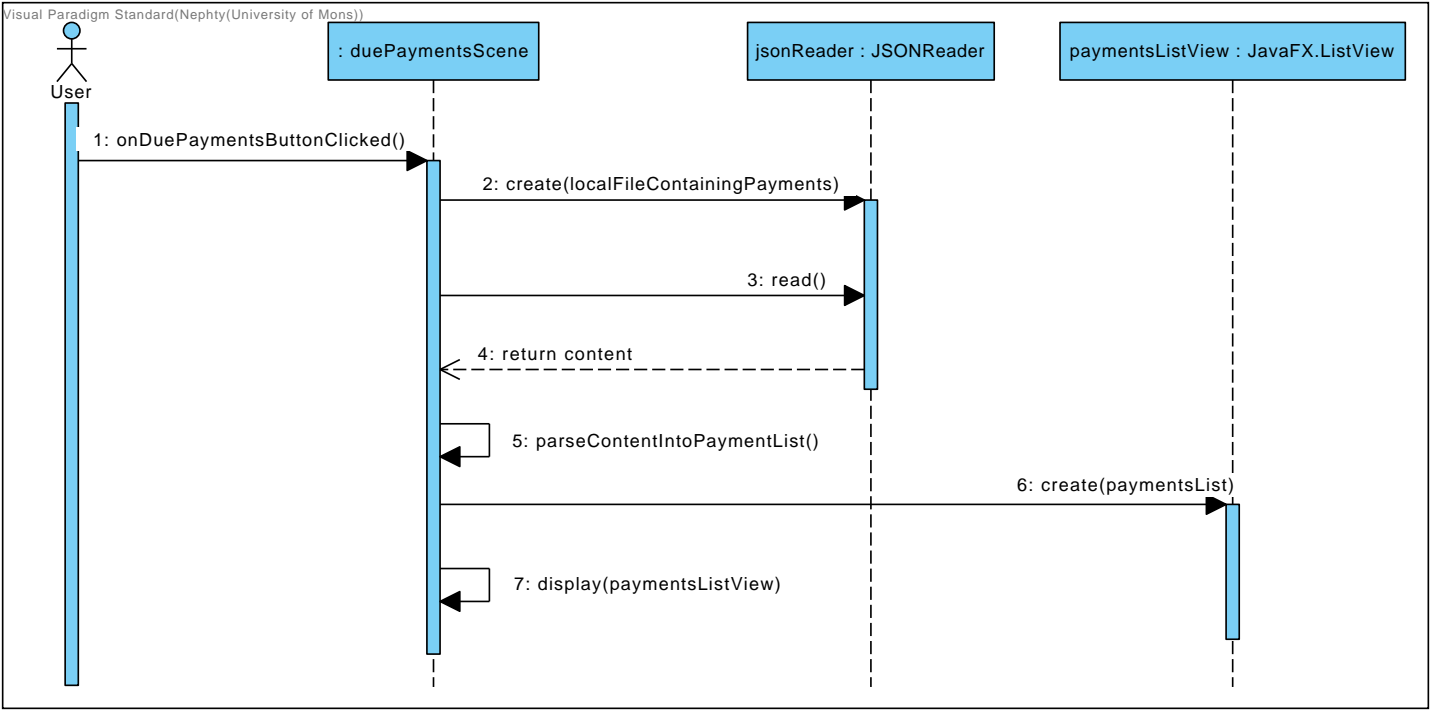 Visual Paradigm Standard(Nephty(University of Mons))
User
: duePaymentsScene
jsonReader : JSONReader
paymentsListView : JavaFX.ListView
1: onDuePaymentsButtonClicked()
2: create(localFileContainingPayments)
3: read()
4: return content
5: parseContentIntoPaymentList()
6: create(paymentsList)
7: display(paymentsListView)